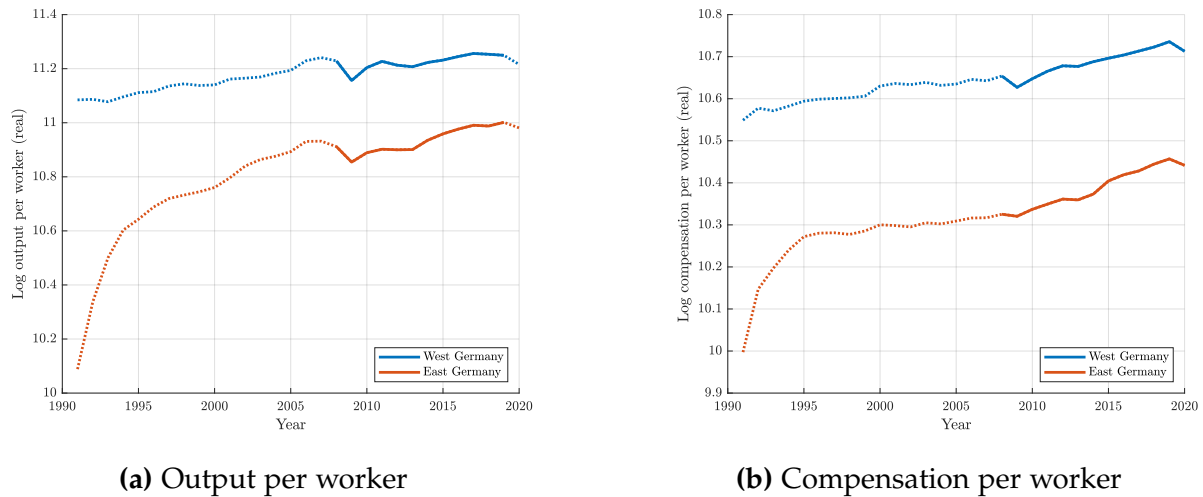 11.4
11.2
11
10.8
10.6
10.4
10.2
10
Log output per worker (real)
West Germany
East Germany
1990 1995 2000 2005 2010 2015 2020
Year
(a) Output per worker
10.8
10.7
10.6
10.5
10.4
10.3
10.2
10.1
10
9.9
Log compensation per worker (real)
West Germany
East Germany
1990 1995 2000 2005 2010 2015 2020
Year
(b) Compensation per worker